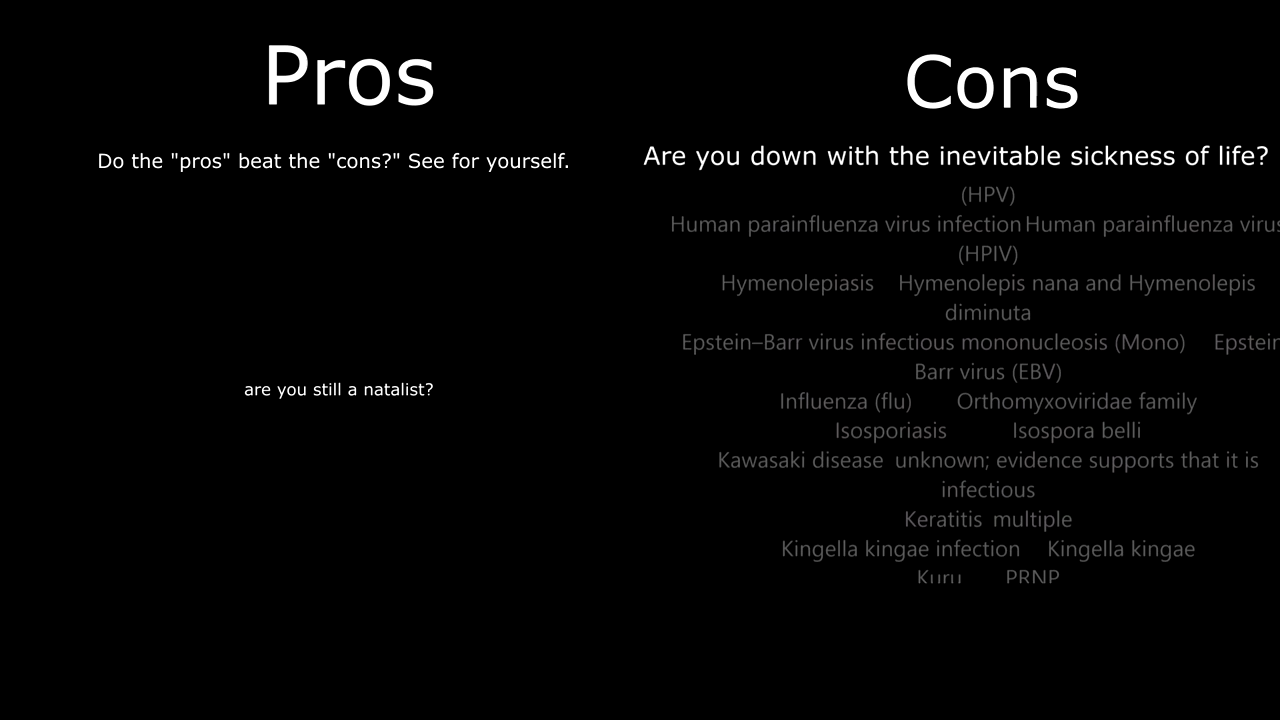 Pros
Do the "pros" beat the "cons?" See for yourself.
are you still a natalist?
Cons
Are you down with the inevitable sickness of life?
(HPV)
Human parainfluenza virus infection Human parainfluenza virus
(HPIV)
Hymenolepiasis Hymenolepis nana and Hymenolepis
diminuta
Epstein–Barr virus infectious mononucleosis (Mono) Epstein
Barr virus (EBV)
Influenza (flu) Orthomyxoviridae family
Isosporiasis Isospora belli
Kawasaki disease unknown; evidence supports that it is
infectious
Keratitis multiple
Kingella kingae infection Kingella kingae
Kuru PRNP